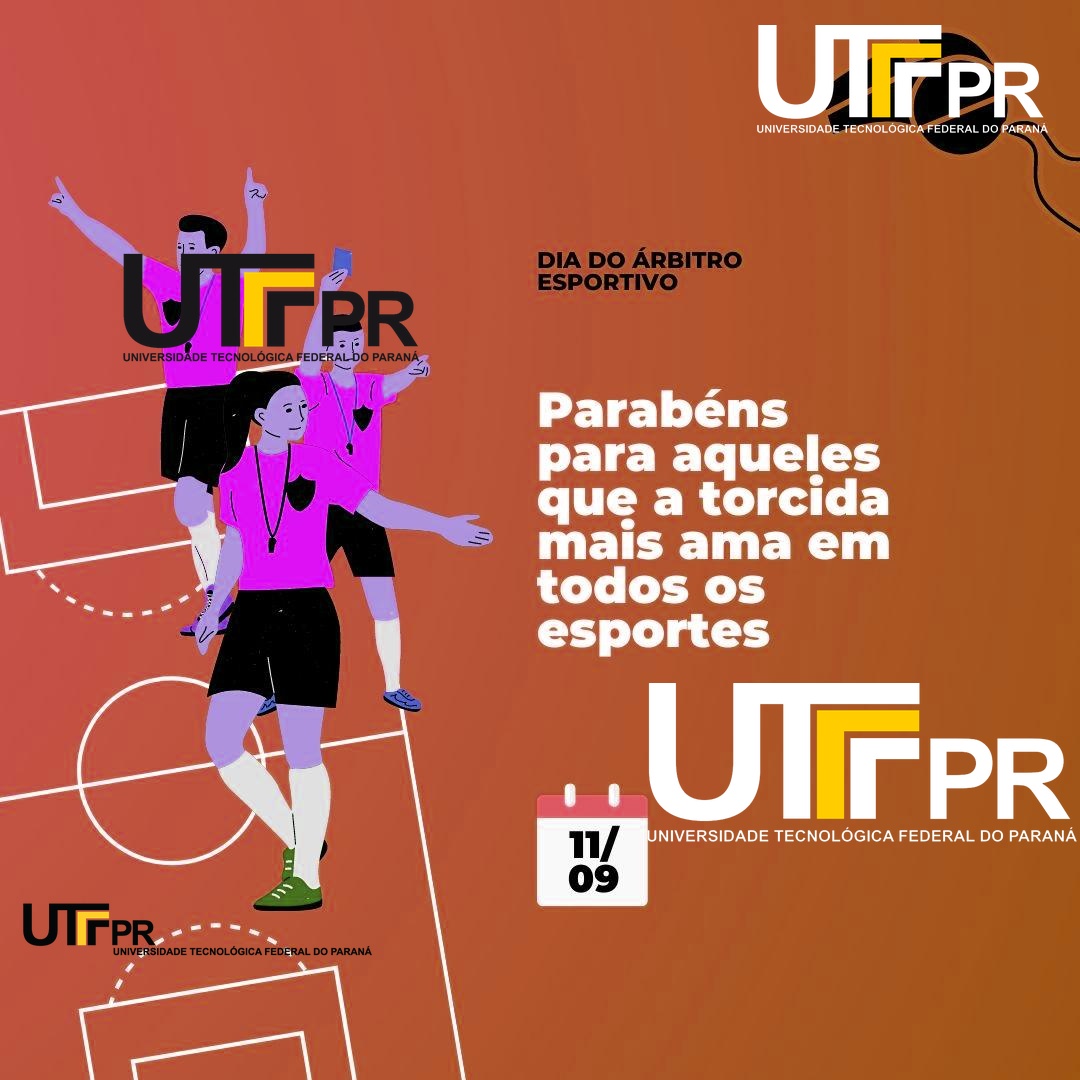 UTFPR
UNIVERSIDADE TECNOLÓGICA FEDERAL DO PARANÁ
UTFPR
UNIVERSIDADE TECNOLÓGICA FEDERAL DO PARANÁ
DIA DO ÁRBITRO
ESPORTIVO
Parabéns
para aqueles
que a torcida
mais ama em
todos os
esportes
UTFPR
UNIVERSIDADE TECNOLÓGICA FEDERAL DO PARANÁ
11/
09
UTFPR
UNIVERSIDADE TECNOLÓGICA FEDERAL DO PARANÁ